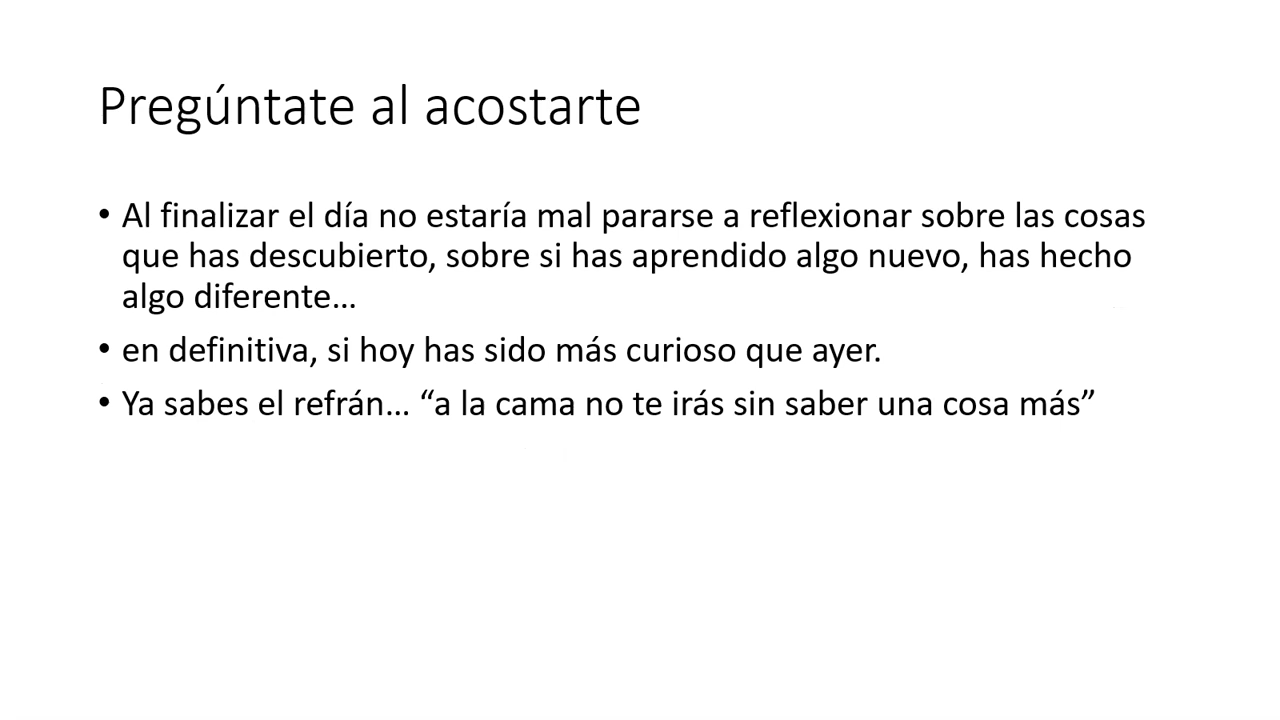 Pregúntate al acostarte
• Al finalizar el día no estaría mal pararse a reflexionar sobre las cosas
que has descubierto, sobre si has aprendido algo nuevo, has hecho
algo diferente…
• en definitiva, si hoy has sido más curioso que ayer.
• Ya sabes el refrán… “a la cama no te irás sin saber una cosa más”